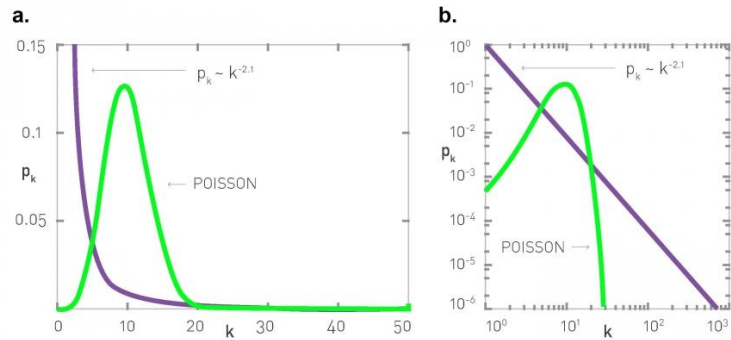 a.
0.15
p_k ~ k^-2.1
0.1
p_k
POISSON
0.05
0 10 20 30 40 50
k
b.
10^0
p_k ~ k^-2.1
10^-1
10^-2
p_k
10^-3
10^-4
POISSON
10^-5
10^-6
10^0 10^1 10^2 10^3
k